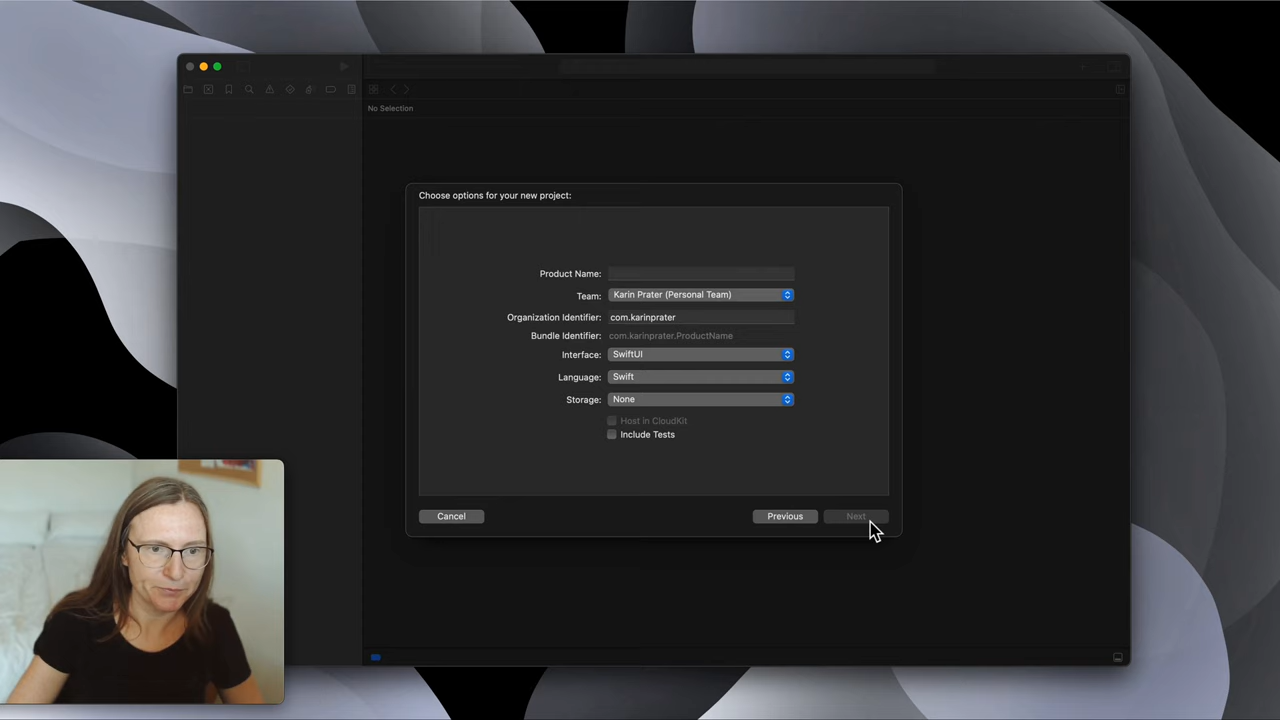 No Selection
Choose options for your new project:
Product Name:
Team: Karin Prater (Personal Team)
Organization Identifier: com.karinprater
Bundle Identifier: com.karinprater.ProductName
Interface: SwiftUI
Language: Swift
Storage: None
Host in CloudKit
Include Tests
Cancel Previous Next